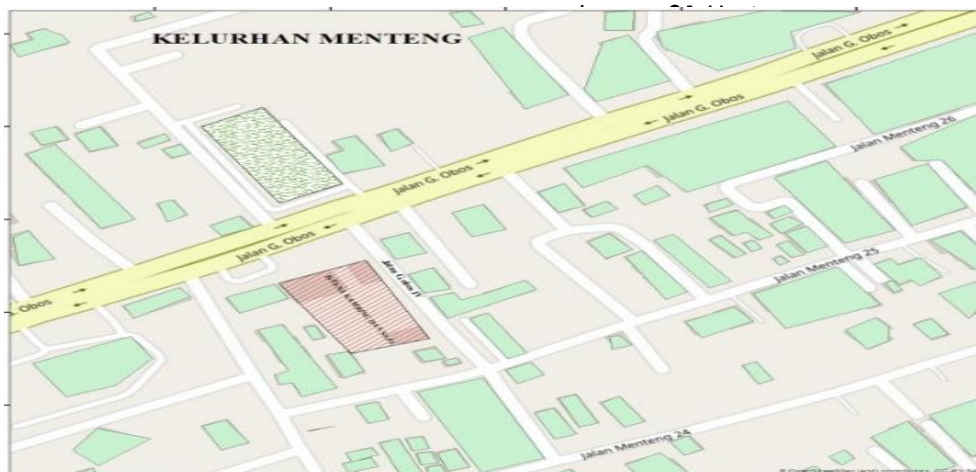 KELURHAN MENTENG
Jalan G. Obos
Jalan G. Obos
Jalan Menteng 26
Jalan G. Obos
Jalan G. Obos
Jalan Menteng 25
. Obos
Jalan Menteng 24